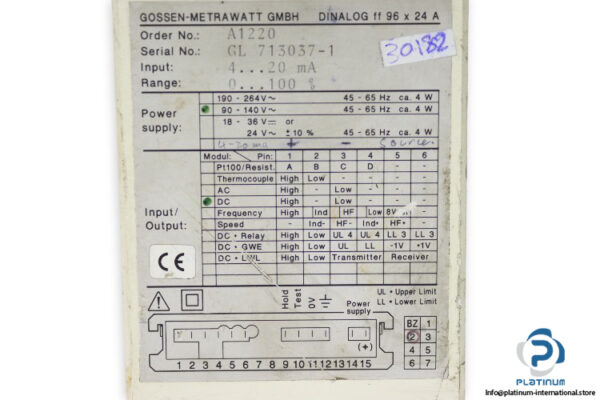 GOSSEN-METRAWATT GMBH DINALOG ff 96 x 24 A
Order No.: A1220
30182
Serial No.: GL 713037-1
Input: 4...20 mA
Range: 0...100 %
Power supply:
190 - 264V~ 45 - 65 Hz ca. 4 W
90 - 140V~ 45 - 65 Hz ca. 4 W
18 - 36V⎓ or
24 V~ ±10 % 45 - 65 Hz ca. 4 W
4-20 ma + -
Modul: Pin: 1 2 3 4 5 6
Input/Output:
Pt100/Resist. A B C D - -
Thermocouple High Low - - - -
AC High - Low - - -
DC High - Low - - -
Frequency High Ind HF Low 8V -
Speed - Ind- HF- Ind+ HF+ -
DC + Relay High Low UL 4 UL 4 LL 3 LL 3
DC + GWE High Low UL LL -1V +1V
DC + LWL High Low Transmitter Receiver
CE
UL = Upper Limit
LL = Lower Limit
Hold
Test
0V
Power supply
(+)
1 2 3 4 5 6 7 8 9 10 11 12 13 14 15
BZ 1
2 3
4 5
6 7
PLATINUM
Info@platinum-international.store